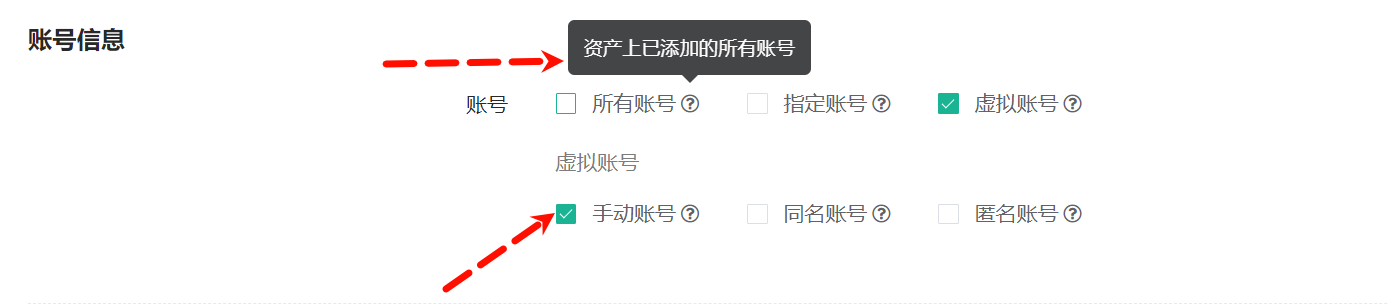 账号信息
资产上已添加的所有账号
账号 所有账号 指定账号 虚拟账号
虚拟账号
手动账号 同名账号 匿名账号